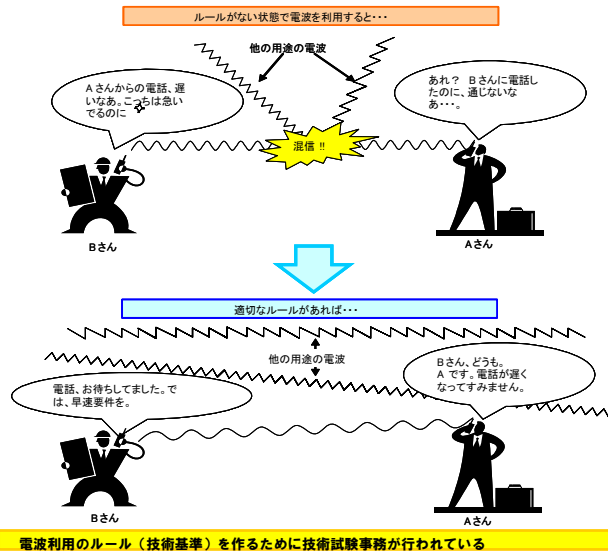 ルールがない状態で電波を利用すると・・・
他の用途の電波
Aさんからの電話、遅
いなあ。こっちは急い
でるのに
あれ? Bさんに電話し
たのに、通じないな
あ・・・。
混信 !!
Bさん
Aさん
適切なルールがあれば・・・
他の用途の電波
電話、お待ちしてました。で
は、早速要件を。
Bさん、どうも。
A です。電話が遅く
なってすみません。
Bさん
Aさん
電波利用のルール(技術基準)を作るために技術試験事務が行われている